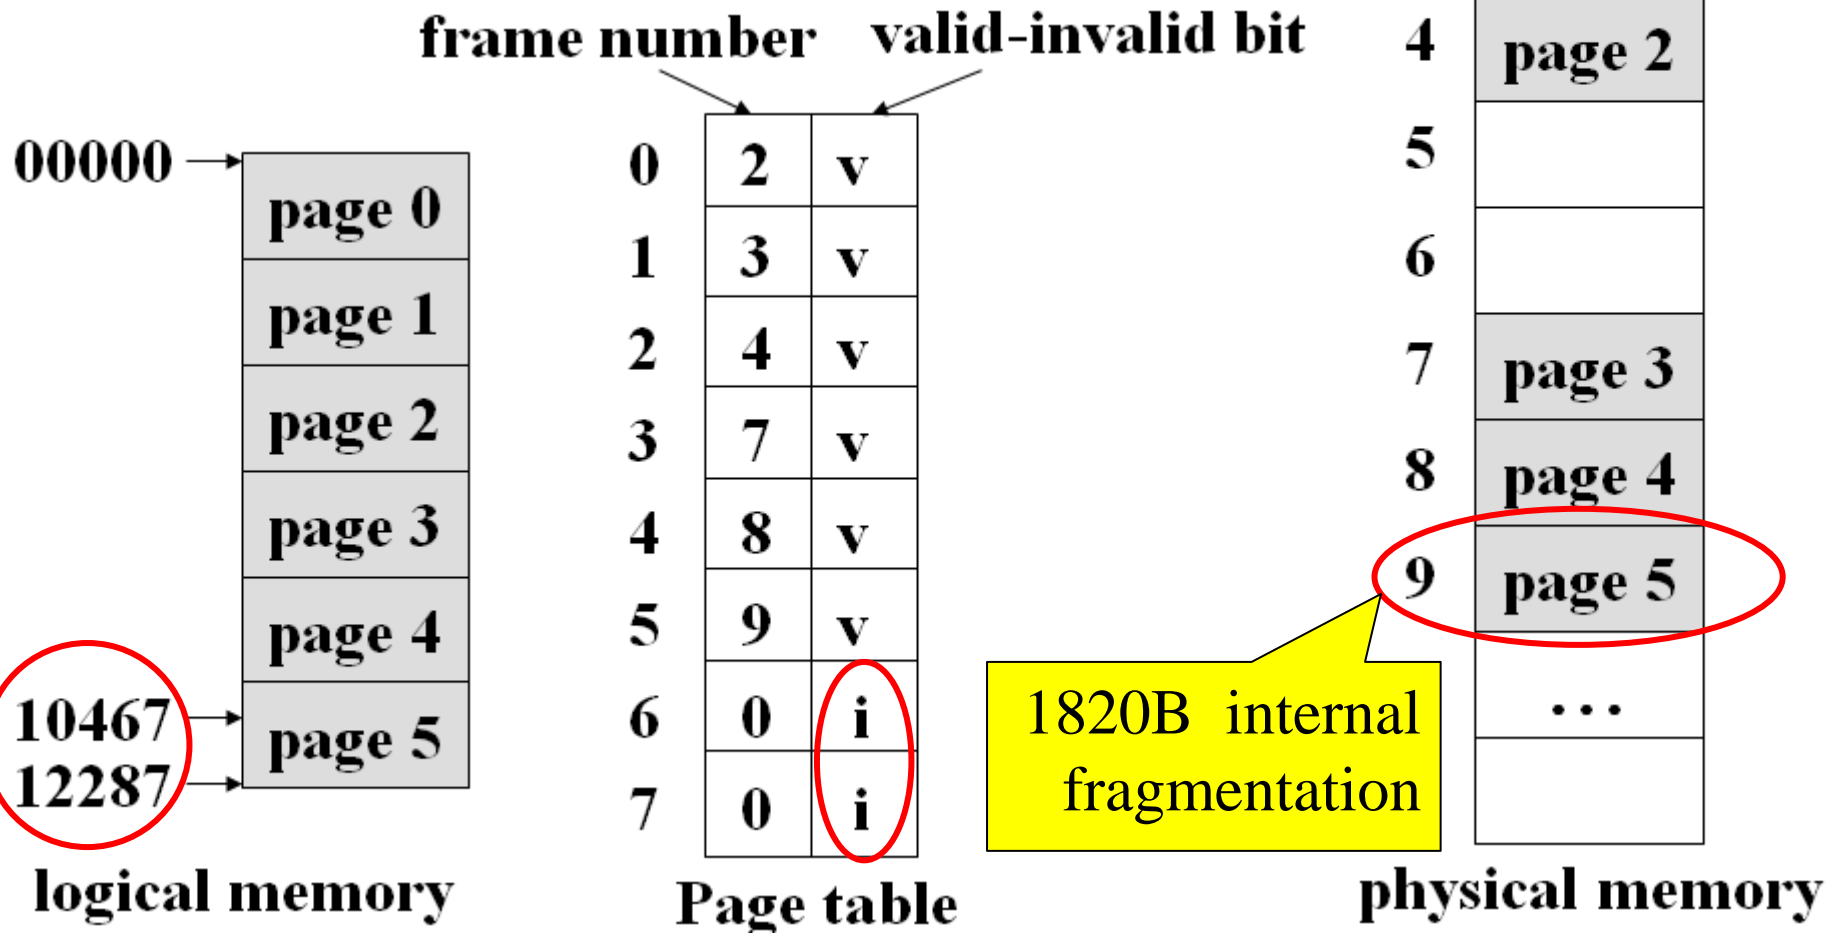 frame number
valid-invalid bit
00000
page 0
page 1
page 2
page 3
page 4
page 5
10467
12287
logical memory
0 2 v
1 3 v
2 4 v
3 7 v
4 8 v
5 9 v
6 0 i
7 0 i
Page table
1820B internal
fragmentation
4 page 2
5
6
7 page 3
8 page 4
9 page 5
...
physical memory